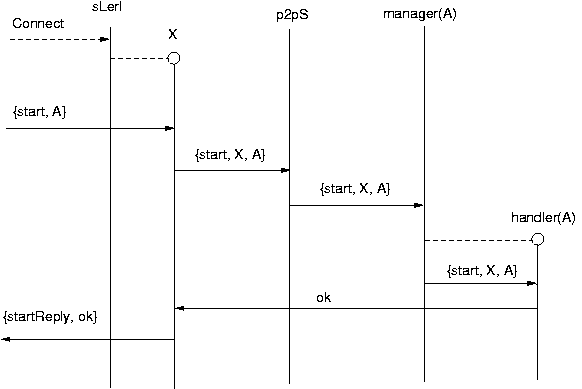 sLerl
Connect
X
p2pS
manager(A)
{start, A}
{start, X, A}
{start, X, A}
handler(A)
{start, X, A}
ok
{startReply, ok}